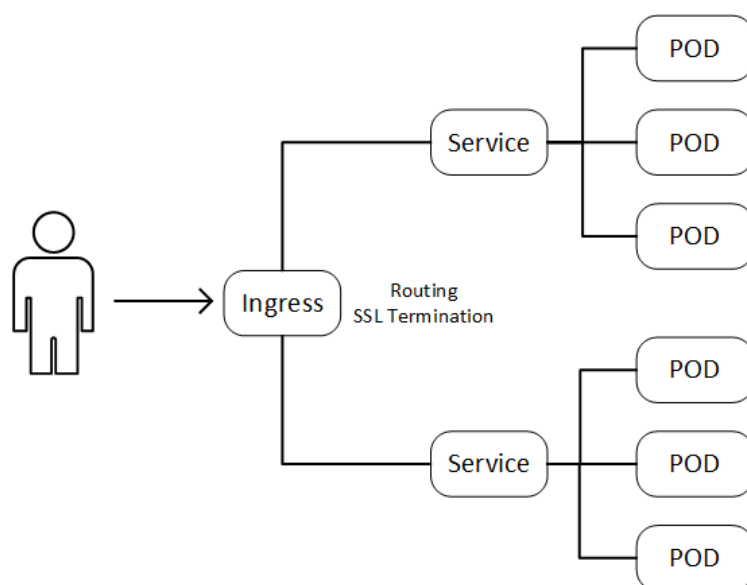 POD
Service
POD
POD
Ingress
Routing
SSL Termination
POD
Service
POD
POD